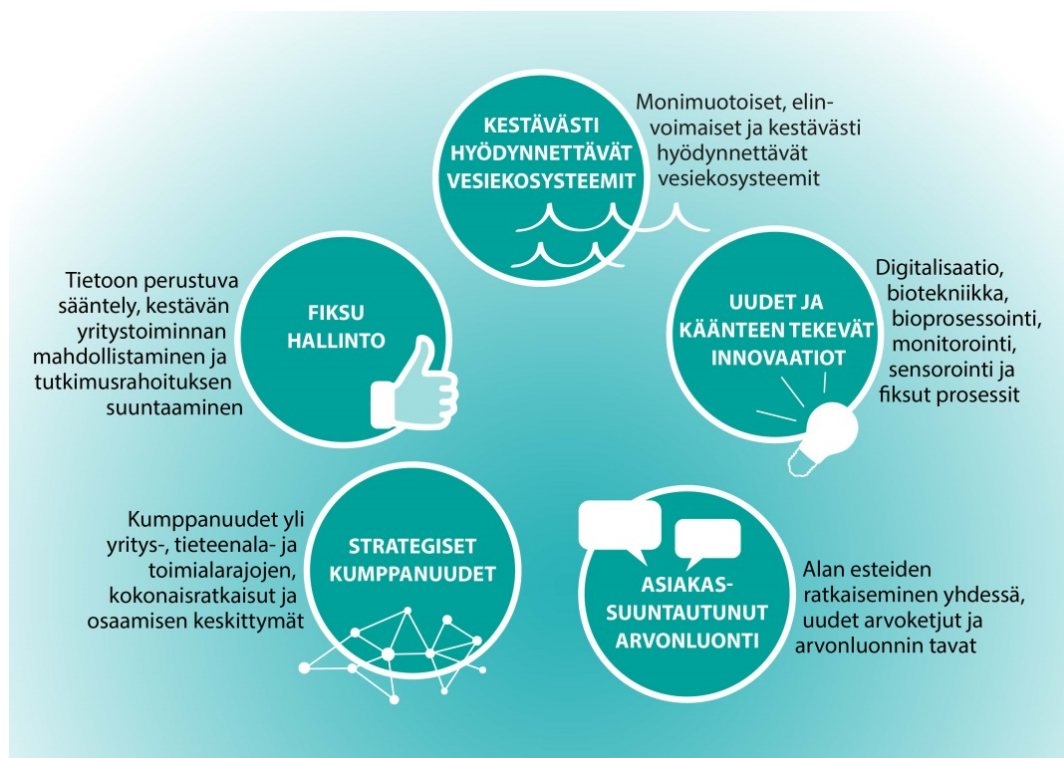 KESTÄVÄSTI
HYÖDYNNETTÄVÄT
VESIEKOSYSTEEMIT
Monimuotoiset, elin-
voimaiset ja kestävästi
hyödynnettävät
vesiekosysteemit
UUDET JA
KÄÄNTEEN TEKEVÄT
INNOVAATIOT
Digitalisaatio,
biotekniikka,
bioprosessointi,
monitorointi,
sensorointi ja
fiksut prosessit
ASIAKAS-
SUUNTAUTUNUT
ARVONLUONTI
Alan esteiden
ratkaiseminen yhdessä,
uudet arvoketjut ja
arvonluonnin tavat
STRATEGISET
KUMPPANUUDET
Kumppanuudet yli
yritys-, tieteenala- ja
toimialarajojen,
kokonaisratkaisut ja
osaamisen keskittymät
FIKSU
HALLINTO
Tietoon perustuva
sääntely, kestävän
yritystoiminnan
mahdollistaminen ja
tutkimusrahoituksen
suuntaaminen